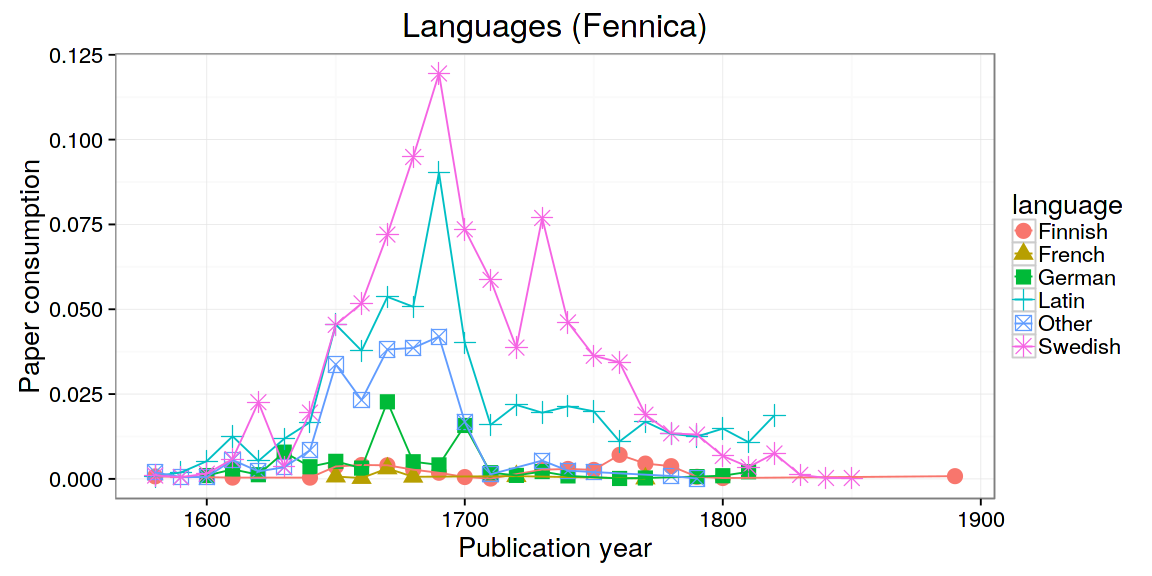 Languages (Fennica)
0.125
0.100
0.075
0.050
0.025
0.000
Paper consumption
1600 1700 1800 1900
Publication year
language
Finnish
French
German
Latin
Other
Swedish